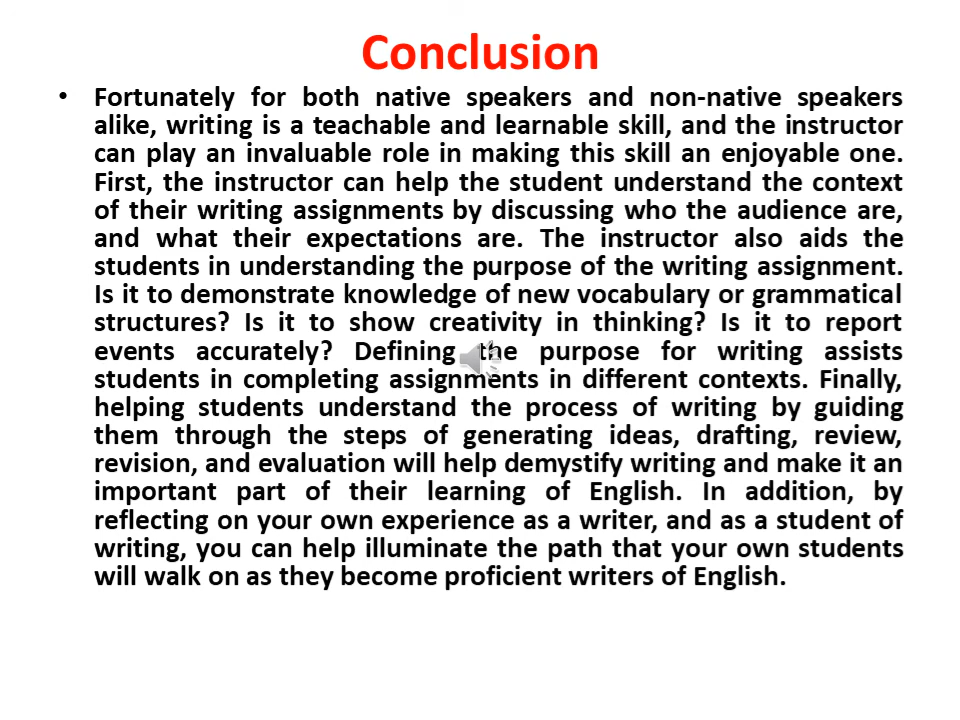 Conclusion
• Fortunately for both native speakers and non-native speakers
alike, writing is a teachable and learnable skill, and the instructor
can play an invaluable role in making this skill an enjoyable one.
First, the instructor can help the student understand the context
of their writing assignments by discussing who the audience are,
and what their expectations are. The instructor also aids the
students in understanding the purpose of the writing assignment.
Is it to demonstrate knowledge of new vocabulary or grammatical
structures? Is it to show creativity in thinking? Is it to report
events accurately? Defining the purpose for writing assists
students in completing assignments in different contexts. Finally,
helping students understand the process of writing by guiding
them through the steps of generating ideas, drafting, review,
revision, and evaluation will help demystify writing and make it an
important part of their learning of English. In addition, by
reflecting on your own experience as a writer, and as a student of
writing, you can help illuminate the path that your own students
will walk on as they become proficient writers of English.